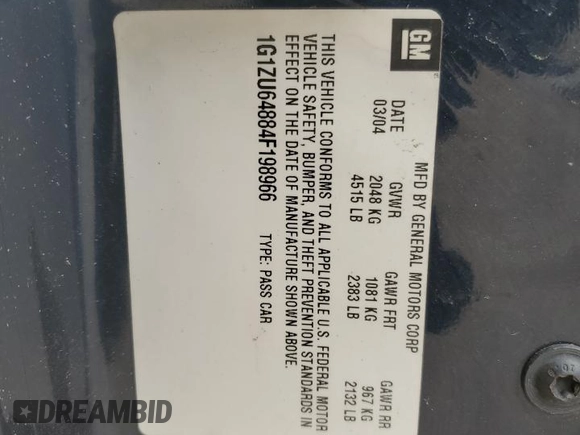 GM
MFD BY GENERAL MOTORS CORP
DATE GVWR GAWR FRT GAWR RR
03/04 2048 KG 1081 KG 967 KG
4515 LB 2383 LB 2132 LB
THIS VEHICLE CONFORMS TO ALL APPLICABLE U.S. FEDERAL MOTOR
VEHICLE SAFETY, BUMPER, AND THEFT PREVENTION STANDARDS IN
EFFECT ON THE DATE OF MANUFACTURE SHOWN ABOVE.
1G1ZU64884F198966 TYPE: PASS CAR
DREAMBID